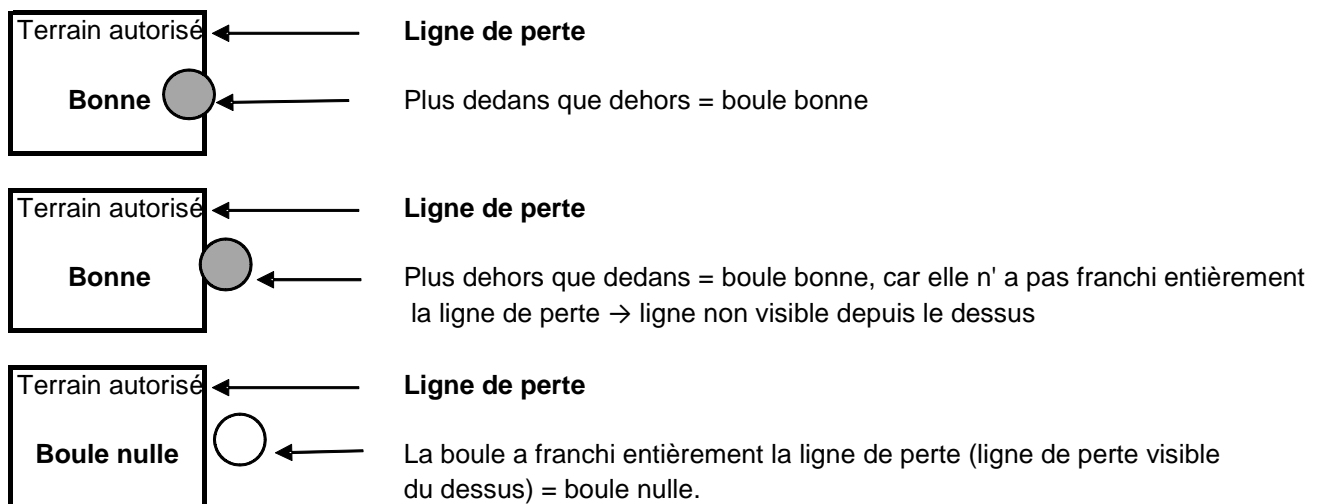 Terrain autorisé Ligne de perte
Bonne Plus dedans que dehors = boule bonne
Terrain autorisé Ligne de perte
Bonne Plus dehors que dedans = boule bonne, car elle n' a pas franchi entièrement
la ligne de perte → ligne non visible depuis le dessus
Terrain autorisé Ligne de perte
Boule nulle La boule a franchi entièrement la ligne de perte (ligne de perte visible
du dessus) = boule nulle.